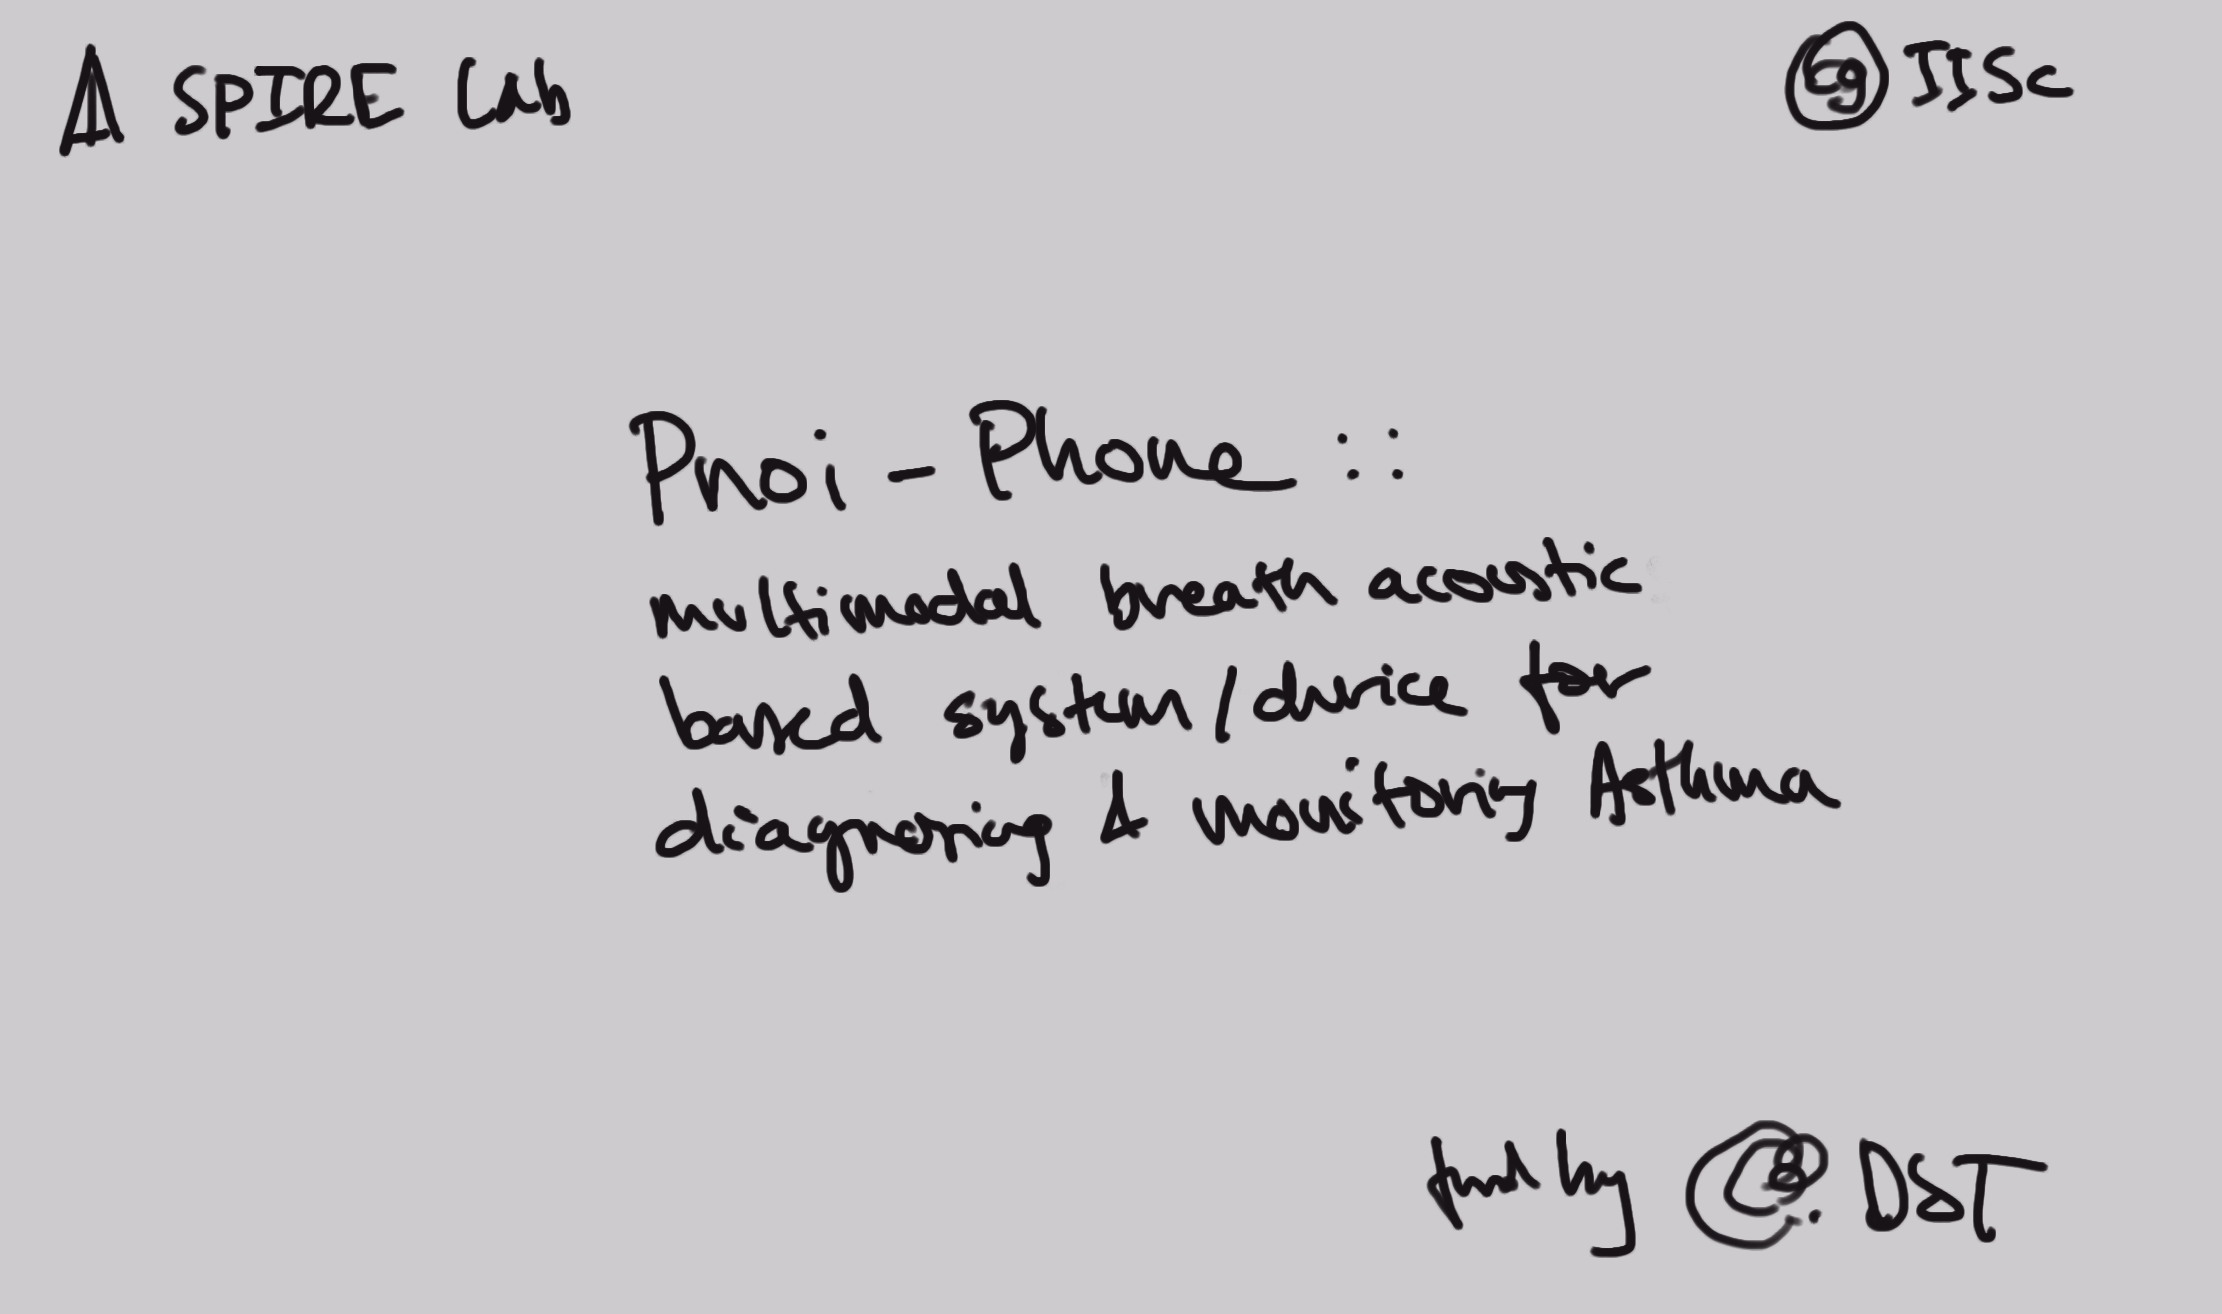 SPIRE Lab
IISc
Pnoi - Phone ::
multimodal breath acoustic
based system/device for
diagnosing & monitoring Asthma
fund by DST